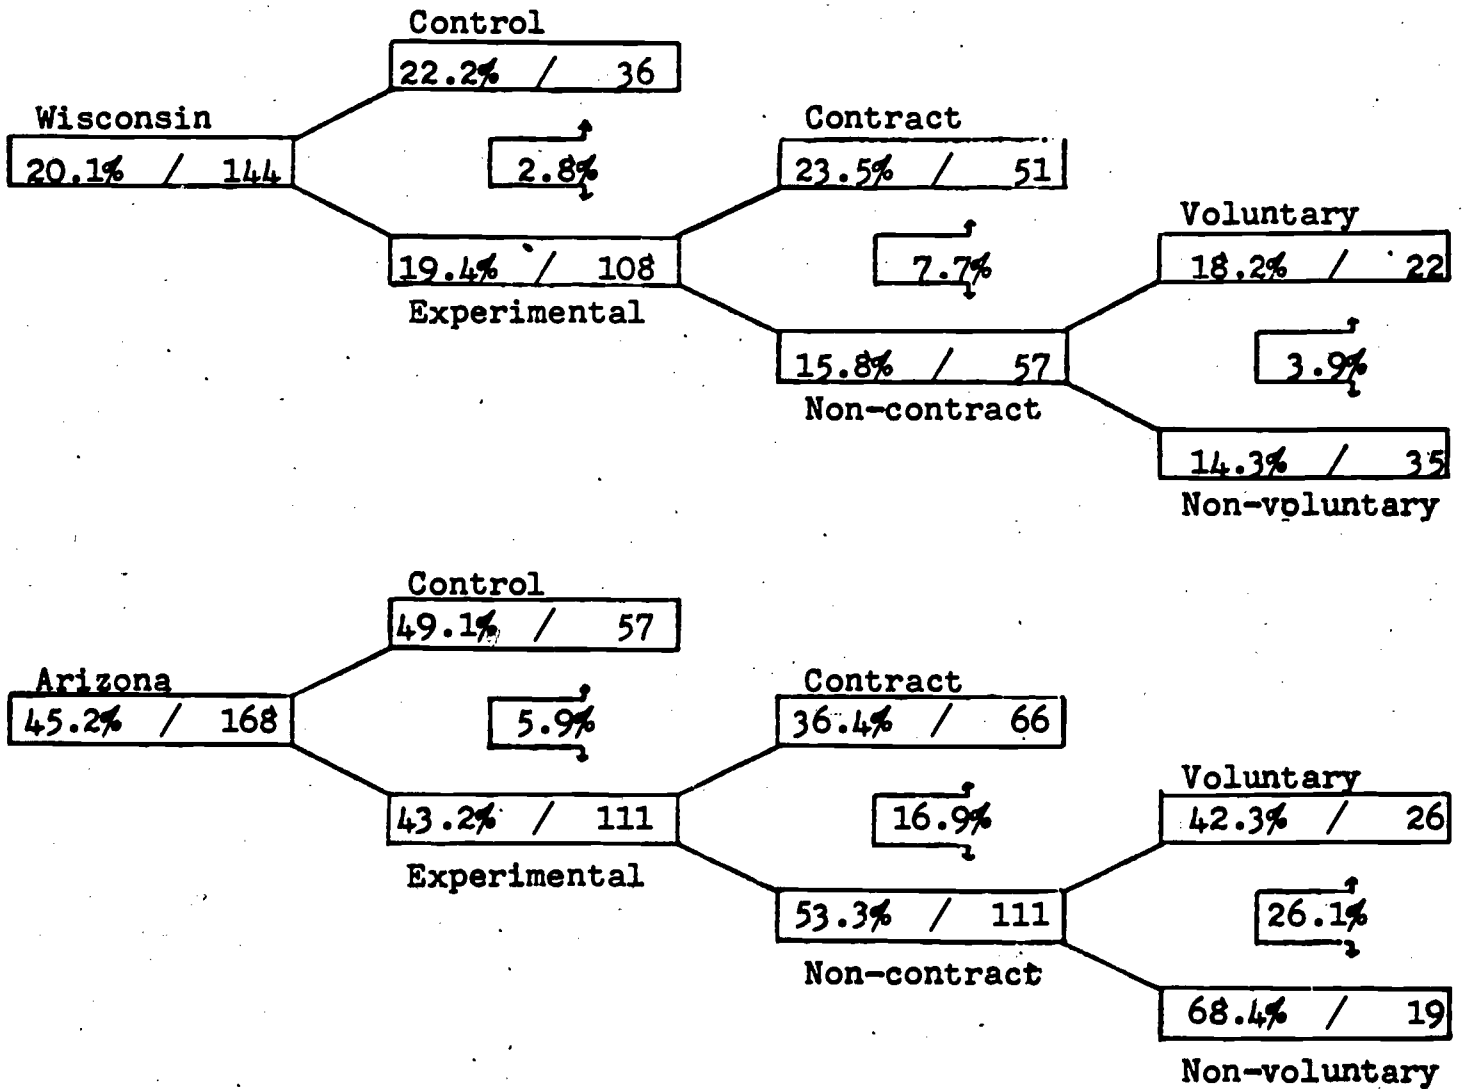 Control
22.2% / 36
Wisconsin
Contract
20.1% / 144
2.8%
23.5% / 51
Voluntary
19.4% / 108
7.7%
18.2% / 22
Experimental
15.8% / 57
3.9%
Non-contract
14.3% / 35
Non-voluntary
Control
49.1% / 57
Arizona
Contract
45.2% / 168
5.9%
36.4% / 66
Voluntary
43.2% / 111
16.9%
42.3% / 26
Experimental
53.3% / 111
26.1%
Non-contract
68.4% / 19
Non-voluntary